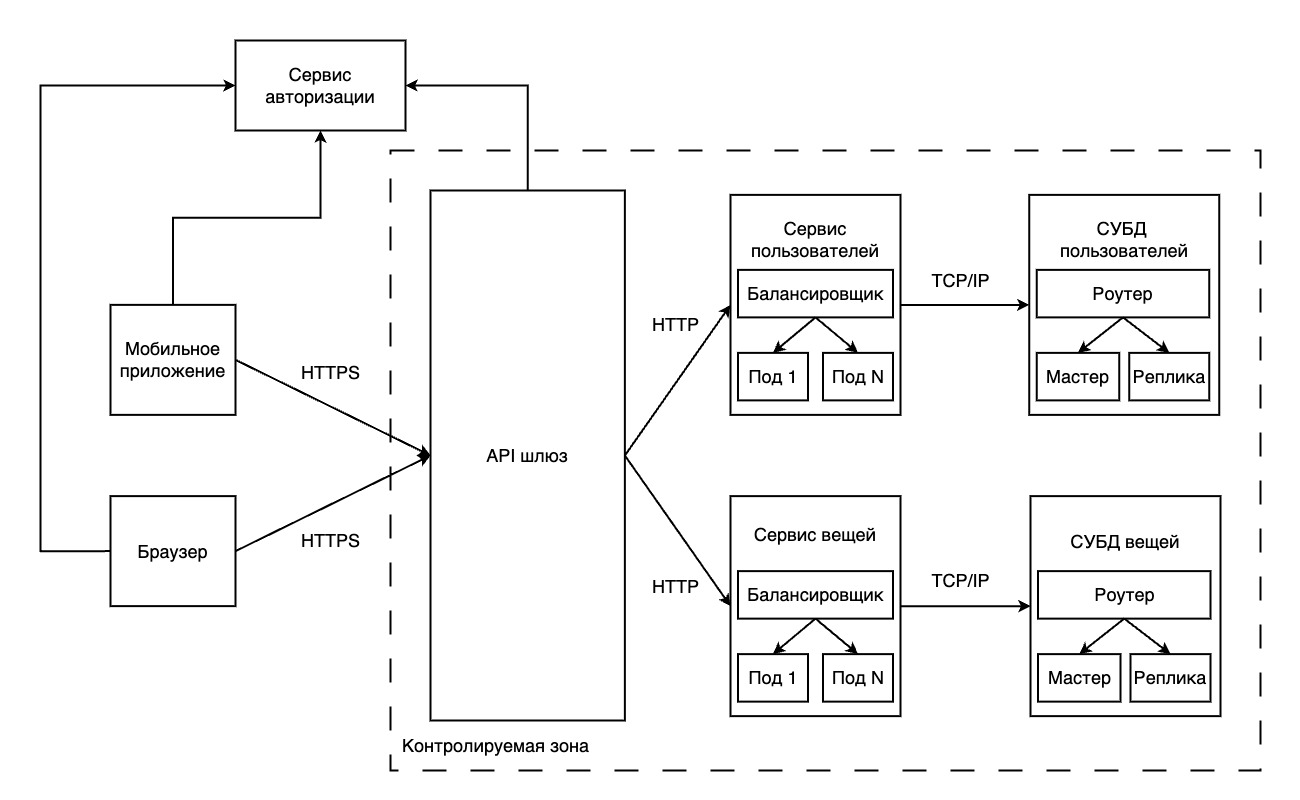 Сервис
авторизации
Мобильное
приложение
Браузер
HTTPS
HTTPS
API шлюз
Контролируемая зона
HTTP
HTTP
Сервис
пользователей
Балансировщик
Под 1
Под N
TCP/IP
СУБД
пользователей
Роутер
Мастер
Реплика
Сервис вещей
Балансировщик
Под 1
Под N
TCP/IP
СУБД вещей
Роутер
Мастер
Реплика